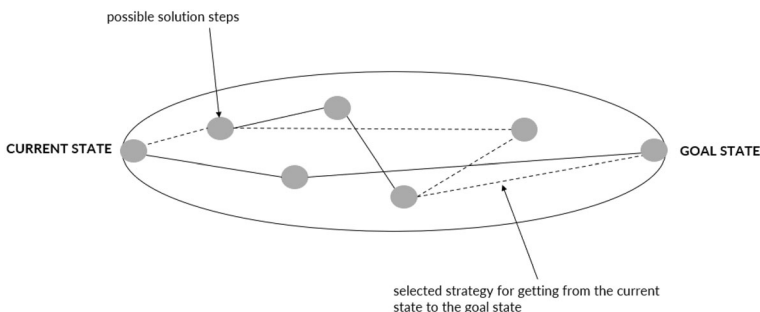 possible solution steps
CURRENT STATE
GOAL STATE
selected strategy for getting from the current
state to the goal state